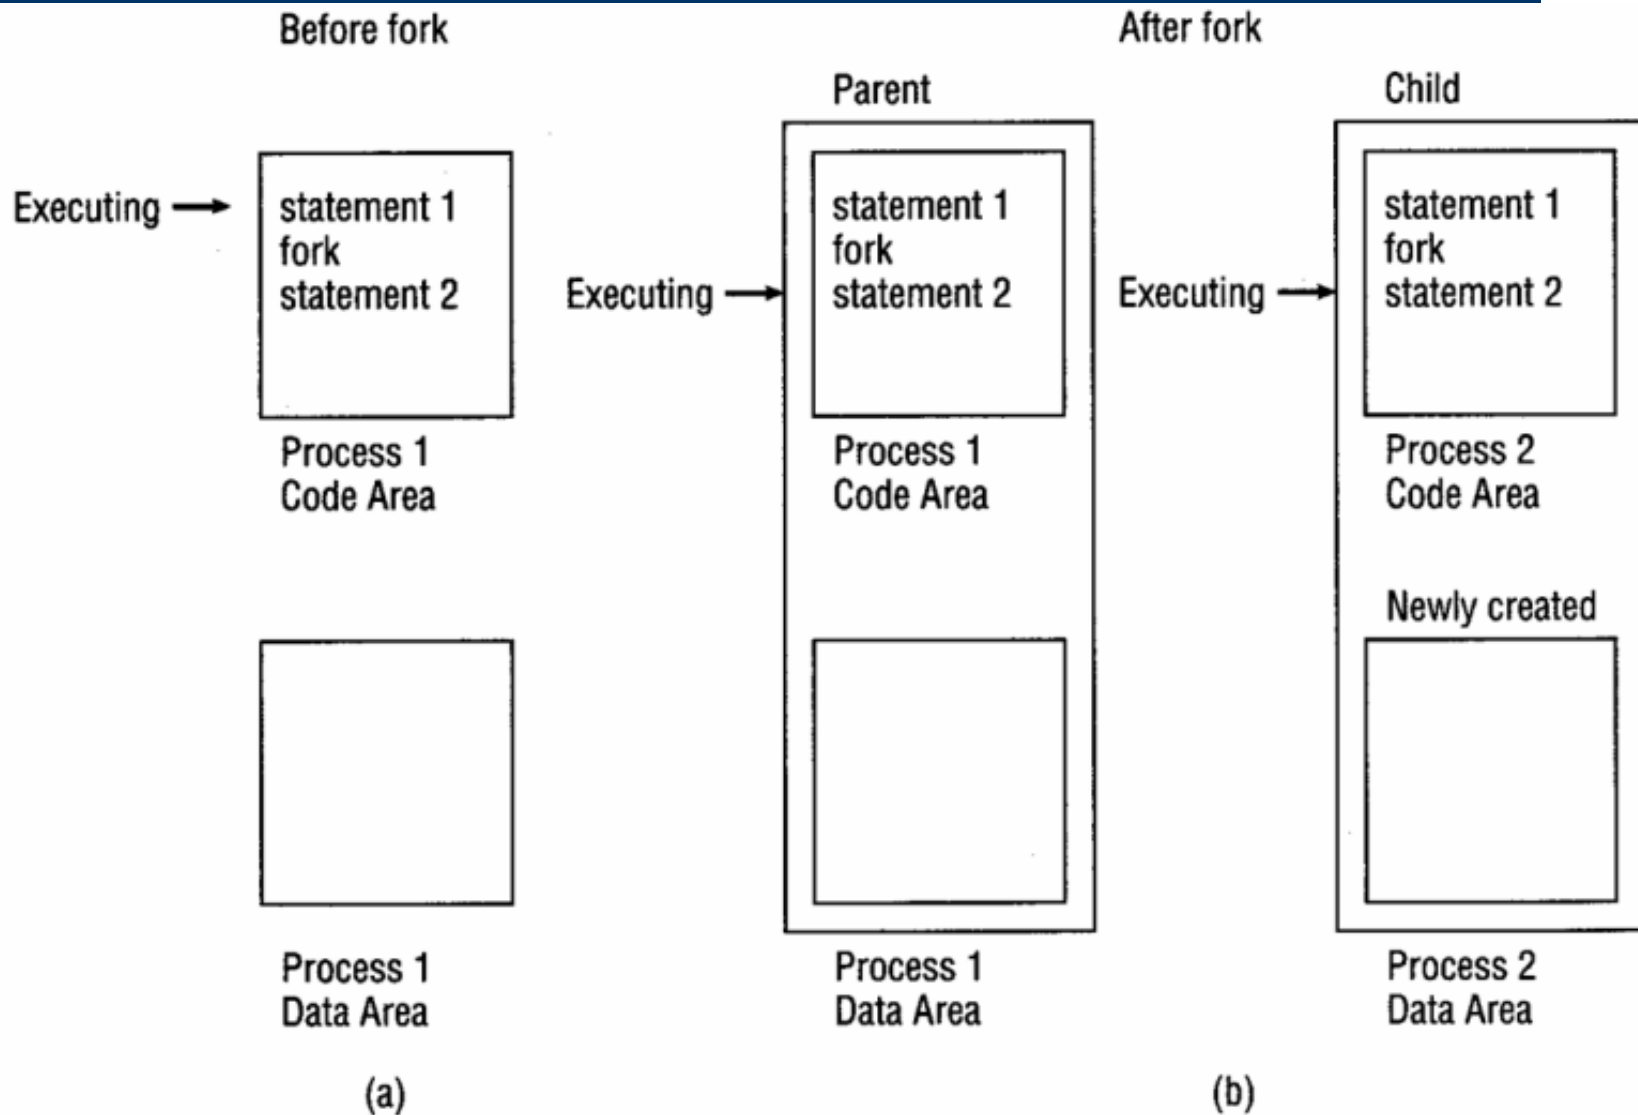 Before fork
After fork
Parent
Child
Executing
statement 1
fork
statement 2
Process 1
Code Area
Process 1
Data Area
(a)
Executing
statement 1
fork
statement 2
Process 1
Code Area
Process 1
Data Area
Executing
statement 1
fork
statement 2
Process 2
Code Area
Newly created
Process 2
Data Area
(b)